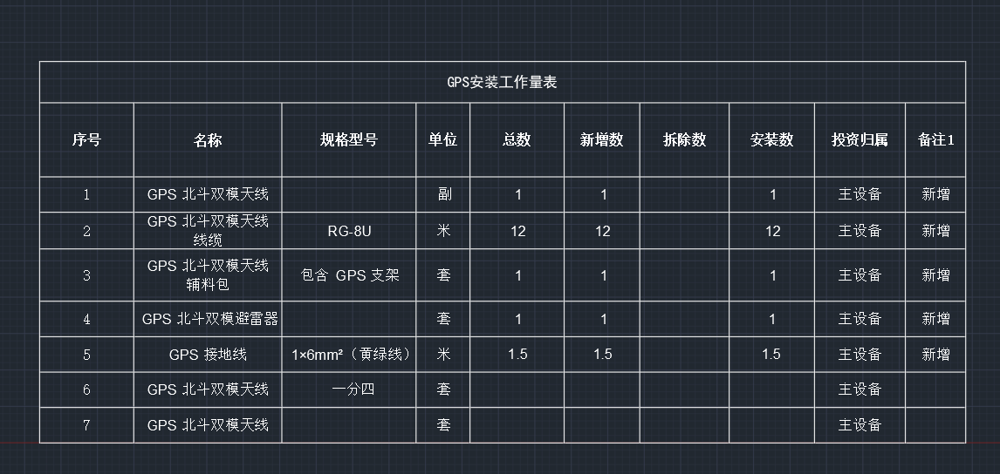 GPS安装工作量表
序号 名称 规格型号 单位 总数 新增数 拆除数 安装数 投资归属 备注1
1 GPS 北斗双模天线 副 1 1 1 主设备 新增
2 GPS 北斗双模天线 RG-8U 米 12 12 12 主设备 新增
线缆
3 GPS 北斗双模天线 包含 GPS 支架 套 1 1 1 主设备 新增
辅料包
4 GPS 北斗双模避雷器 套 1 1 1 主设备 新增
5 GPS 接地线 1×6mm²（黄绿线） 米 1.5 1.5 1.5 主设备 新增
6 GPS 北斗双模天线 一分四 套 主设备
7 GPS 北斗双模天线 套 主设备